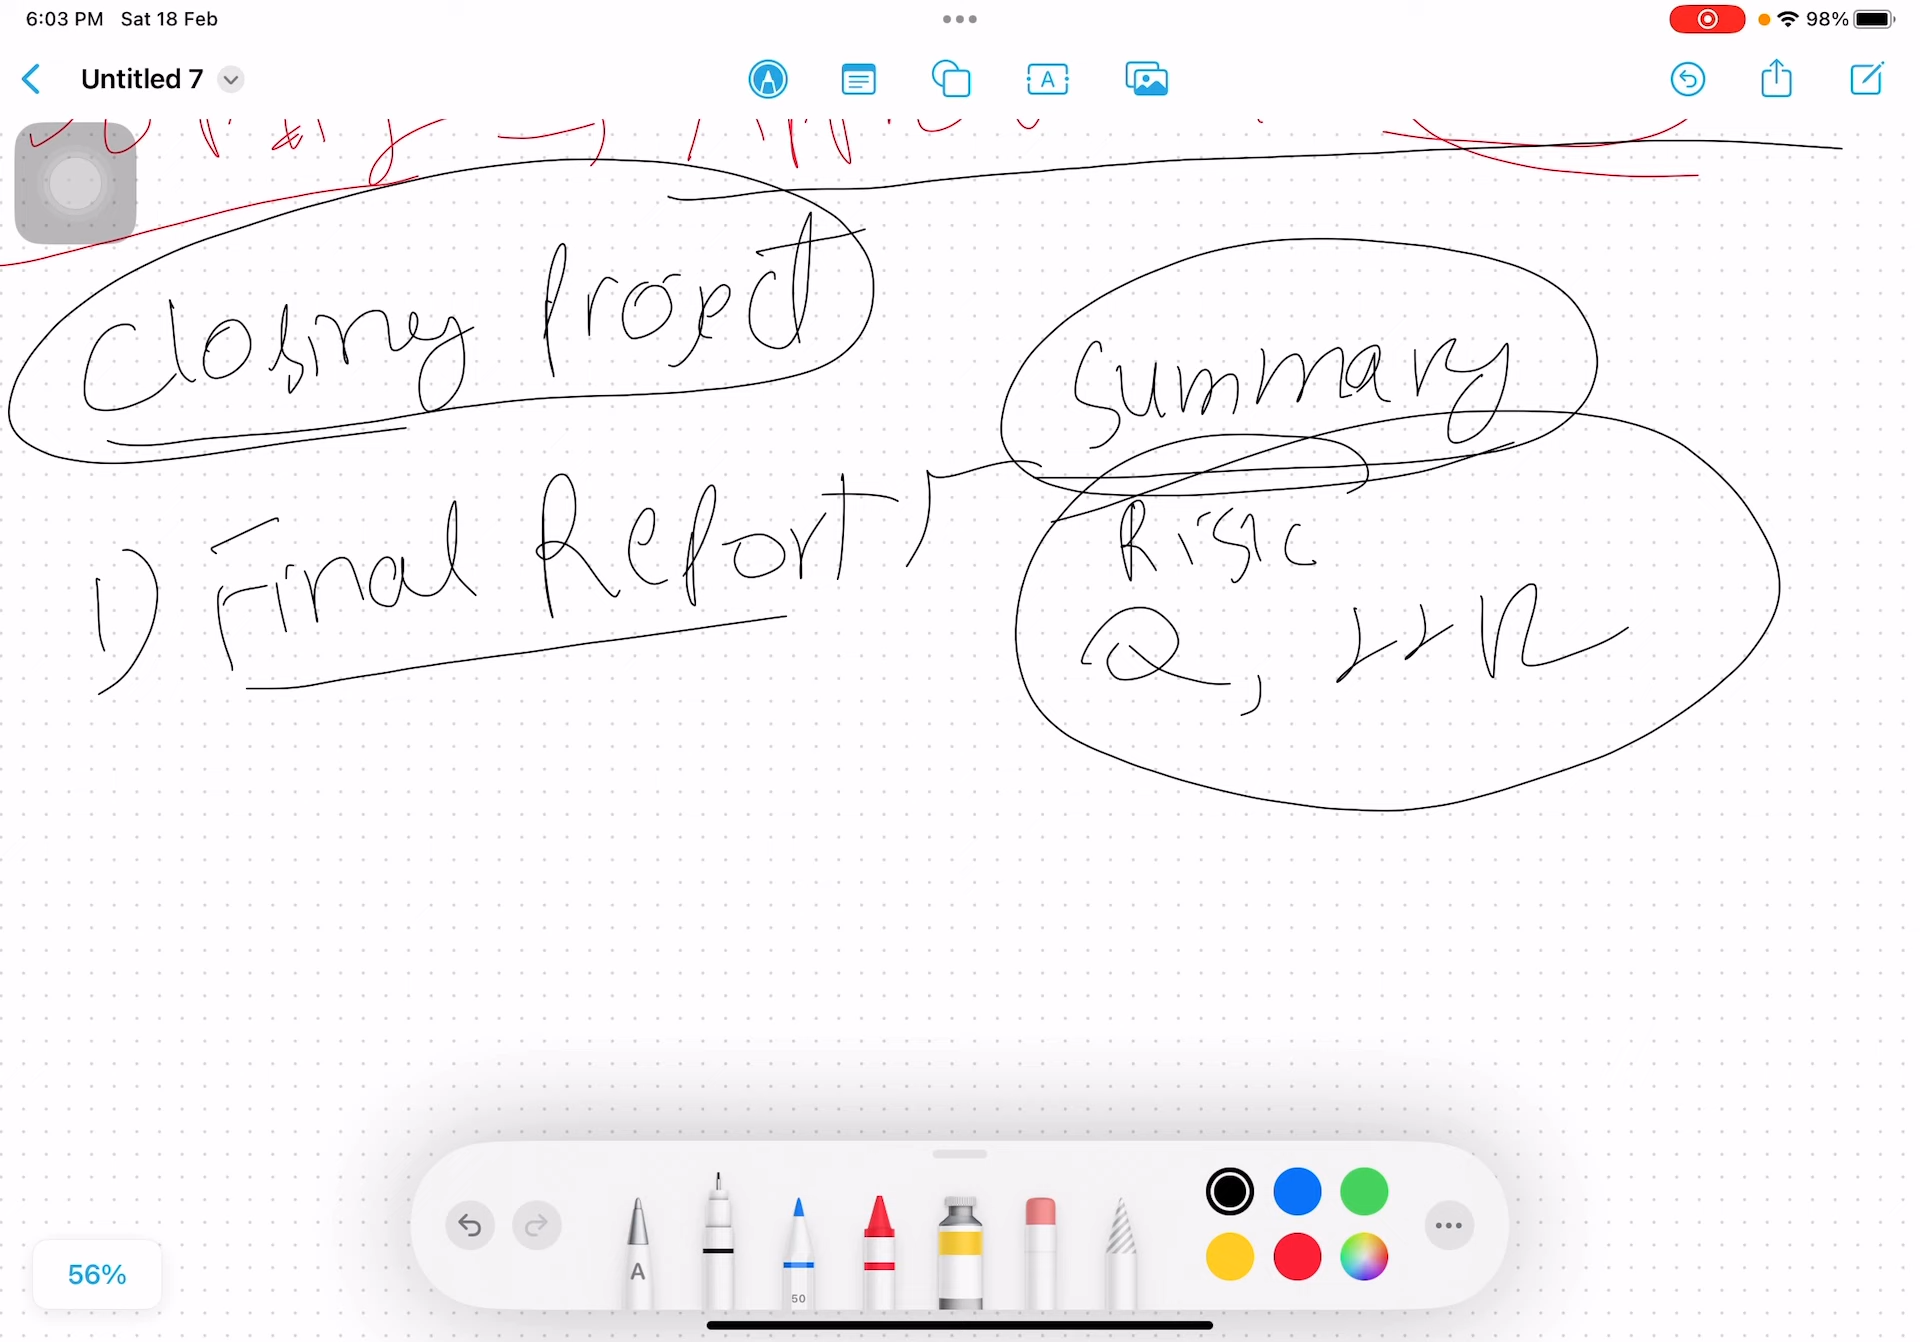 6:03 PM Sat 18 Feb
98%
Untitled 7
A
Closing Project
Summary
1) Final Report
Risk
Q, HR
A
50
56%